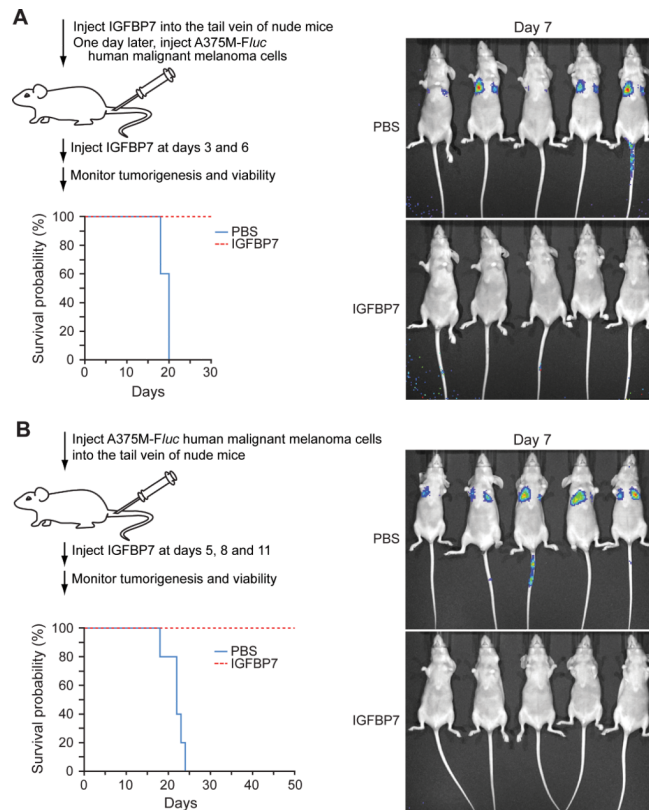 A
Inject IGFBP7 into the tail vein of nude mice
One day later, inject A375M-Fluc
human malignant melanoma cells
Inject IGFBP7 at days 3 and 6
Monitor tumorigenesis and viability
Survival probability (%)
100
80
60
40
20
0
PBS
IGFBP7
0 10 20 30
Days
Day 7
PBS
IGFBP7
B
Inject A375M-Fluc human malignant melanoma cells
into the tail vein of nude mice
Inject IGFBP7 at days 5, 8 and 11
Monitor tumorigenesis and viability
Survival probability (%)
100
80
60
40
20
0
PBS
IGFBP7
0 10 20 30 40 50
Days
Day 7
PBS
IGFBP7